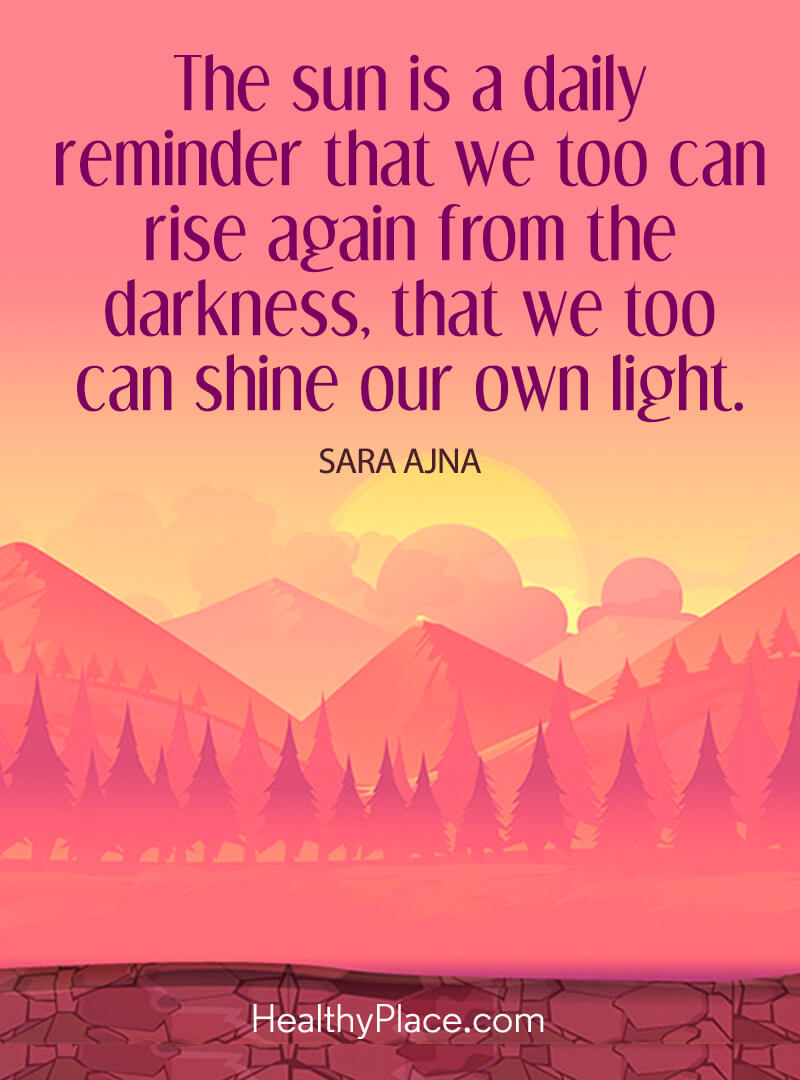 The sun is a daily
reminder that we too can
rise again from the
darkness, that we too
can shine our own light.
SARA AJNA
HealthyPlace.com